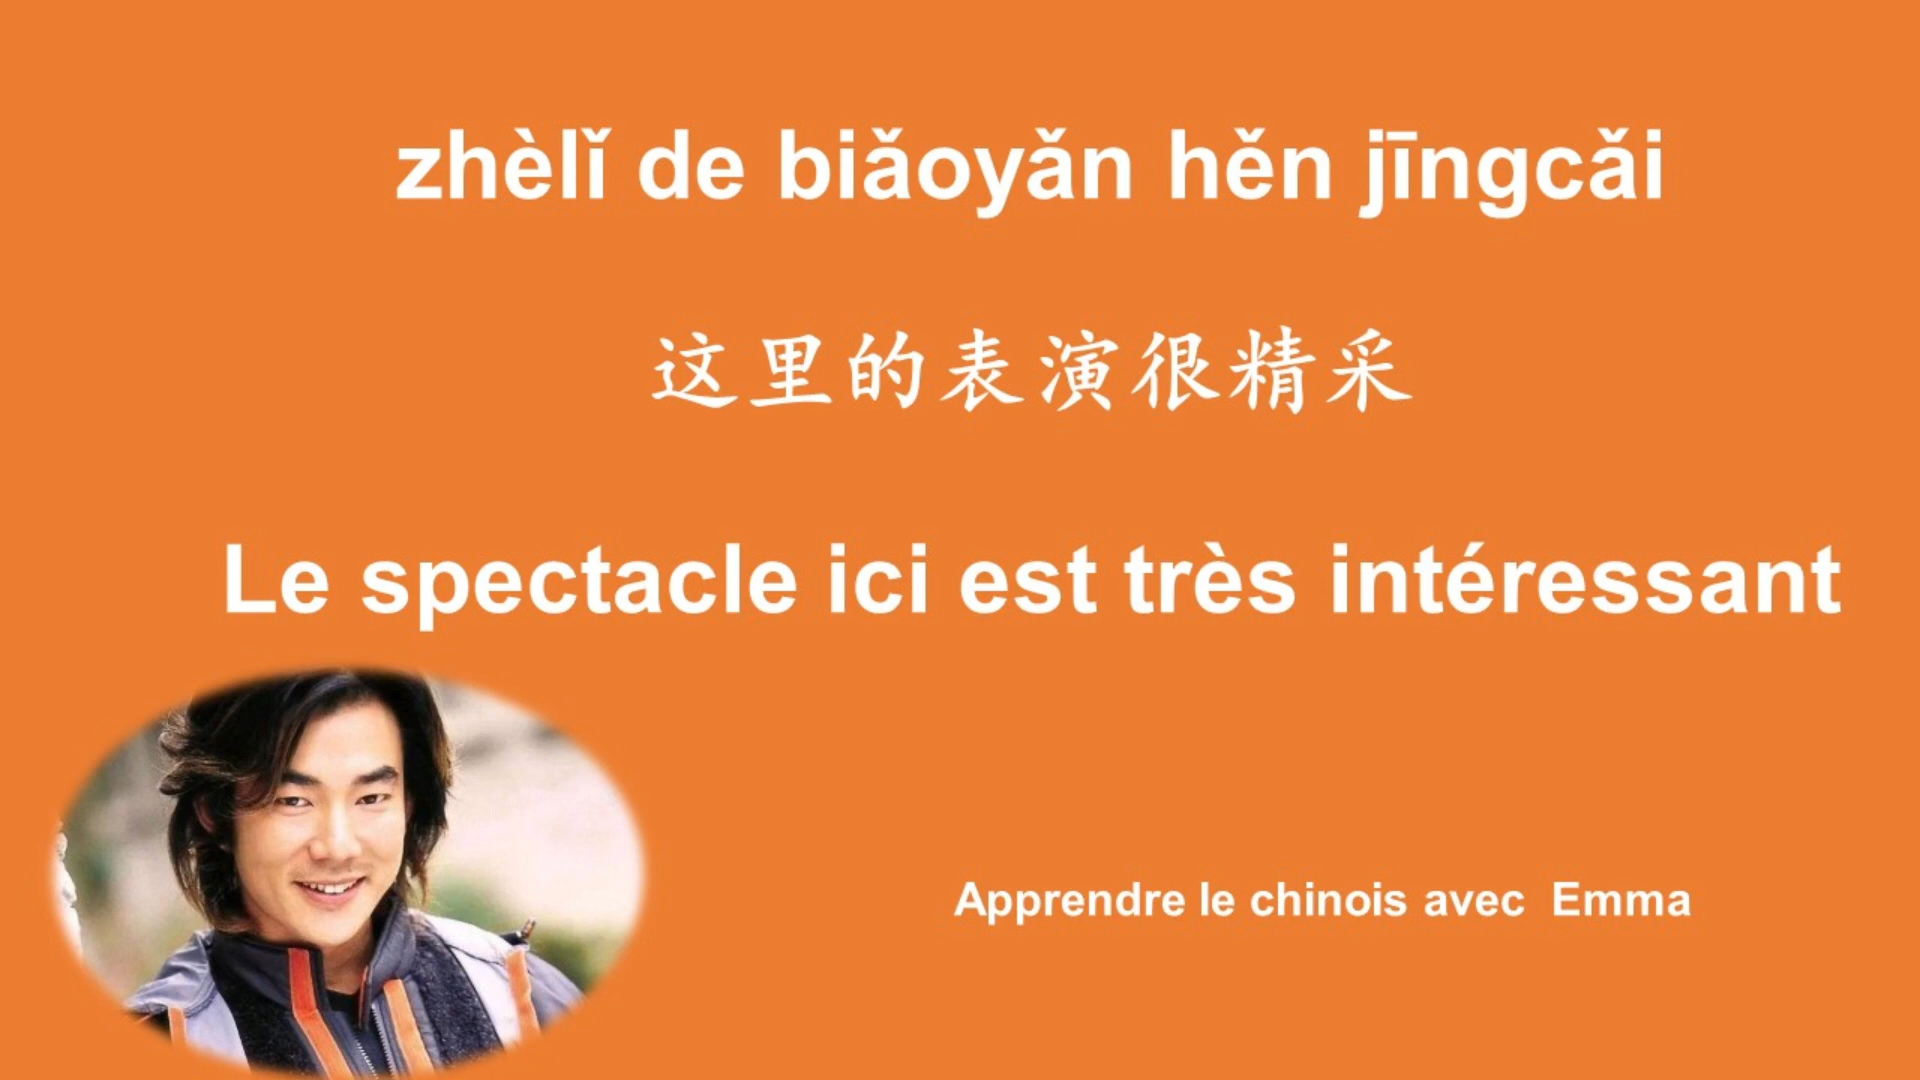 zhèlǐ de biǎoyǎn hěn jīngcǎi
这里的表演很精采
Le spectacle ici est très intéressant
Apprendre le chinois avec Emma